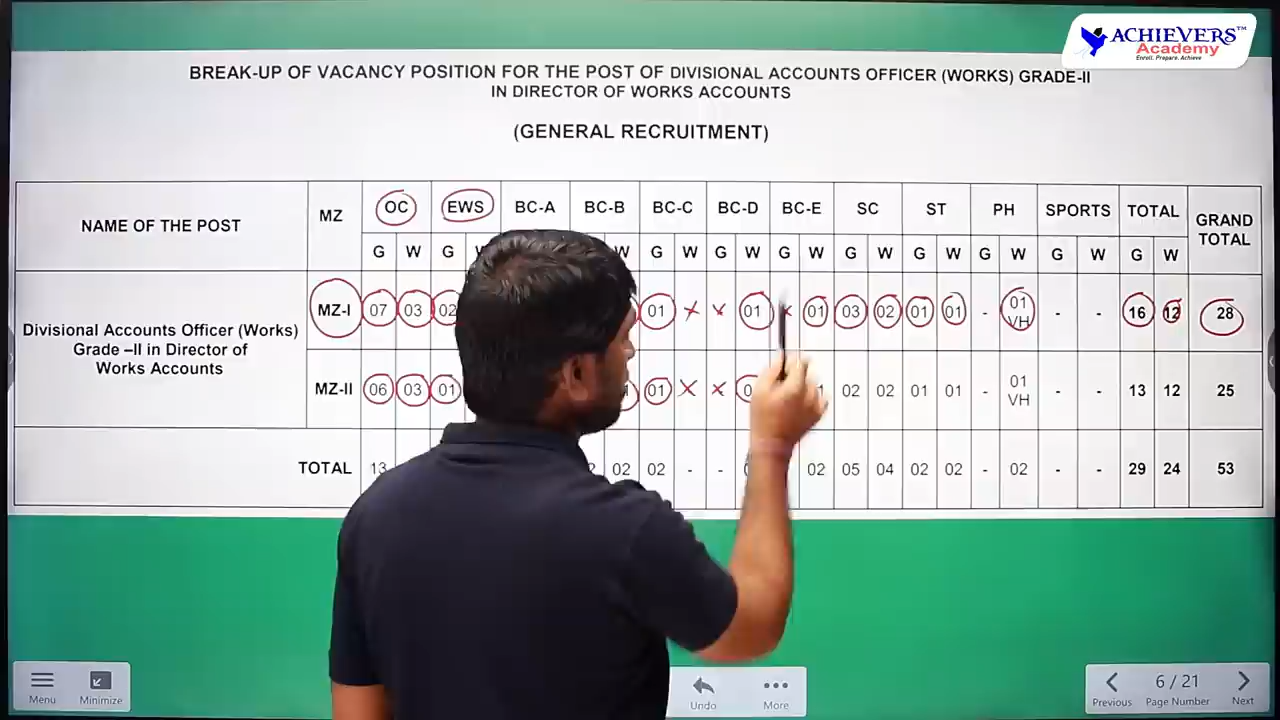 ACHIEVERS™
Academy
Enroll. Prepare. Achieve
BREAK-UP OF VACANCY POSITION FOR THE POST OF DIVISIONAL ACCOUNTS OFFICER (WORKS) GRADE-II
IN DIRECTOR OF WORKS ACCOUNTS
(GENERAL RECRUITMENT)
NAME OF THE POST MZ OC EWS BC-A BC-B BC-C BC-D BC-E SC ST PH SPORTS TOTAL GRAND TOTAL
G W G W G W G W G W G W G W G W G W G W
Divisional Accounts Officer (Works)
Grade –II in Director of
Works Accounts
MZ-I 07 03 02 01 01 01 03 02 01 01 - 01 VH - - 16 12 28
MZ-II 06 03 01 01 02 02 01 01 - 01 VH - - 13 12 25
TOTAL 13 02 02 - - 02 05 04 02 02 - 02 - - 29 24 53
Menu
Minimize
Undo
More
Previous
6 / 21
Page Number
Next